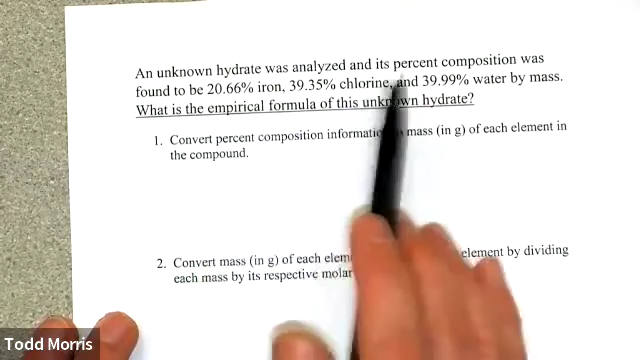 An unknown hydrate was analyzed and its percent composition was
found to be 20.66% iron, 39.35% chlorine, and 39.99% water by mass.
What is the empirical formula of this unknown hydrate?
1. Convert percent composition mass (in g) of each element in
the compound.
2. Convert mass (in g) of each element by dividing
each mass by its respective
Todd Morris